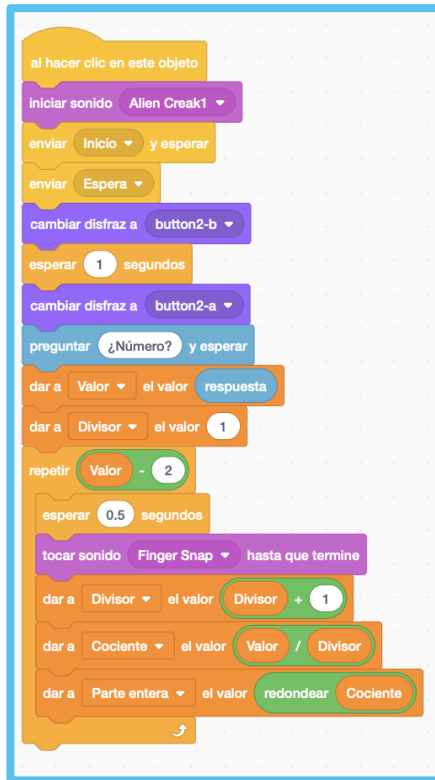 al hacer clic en este objeto
iniciar sonido Alien Creak1
enviar Inicio y esperar
enviar Espera
cambiar disfraz a button2-b
esperar 1 segundos
cambiar disfraz a button2-a
preguntar ¿Número? y esperar
dar a Valor el valor respuesta
dar a Divisor el valor 1
repetir Valor - 2
esperar 0.5 segundos
tocar sonido Finger Snap hasta que termine
dar a Divisor el valor Divisor + 1
dar a Cociente el valor Valor / Divisor
dar a Parte entera el valor redondear Cociente